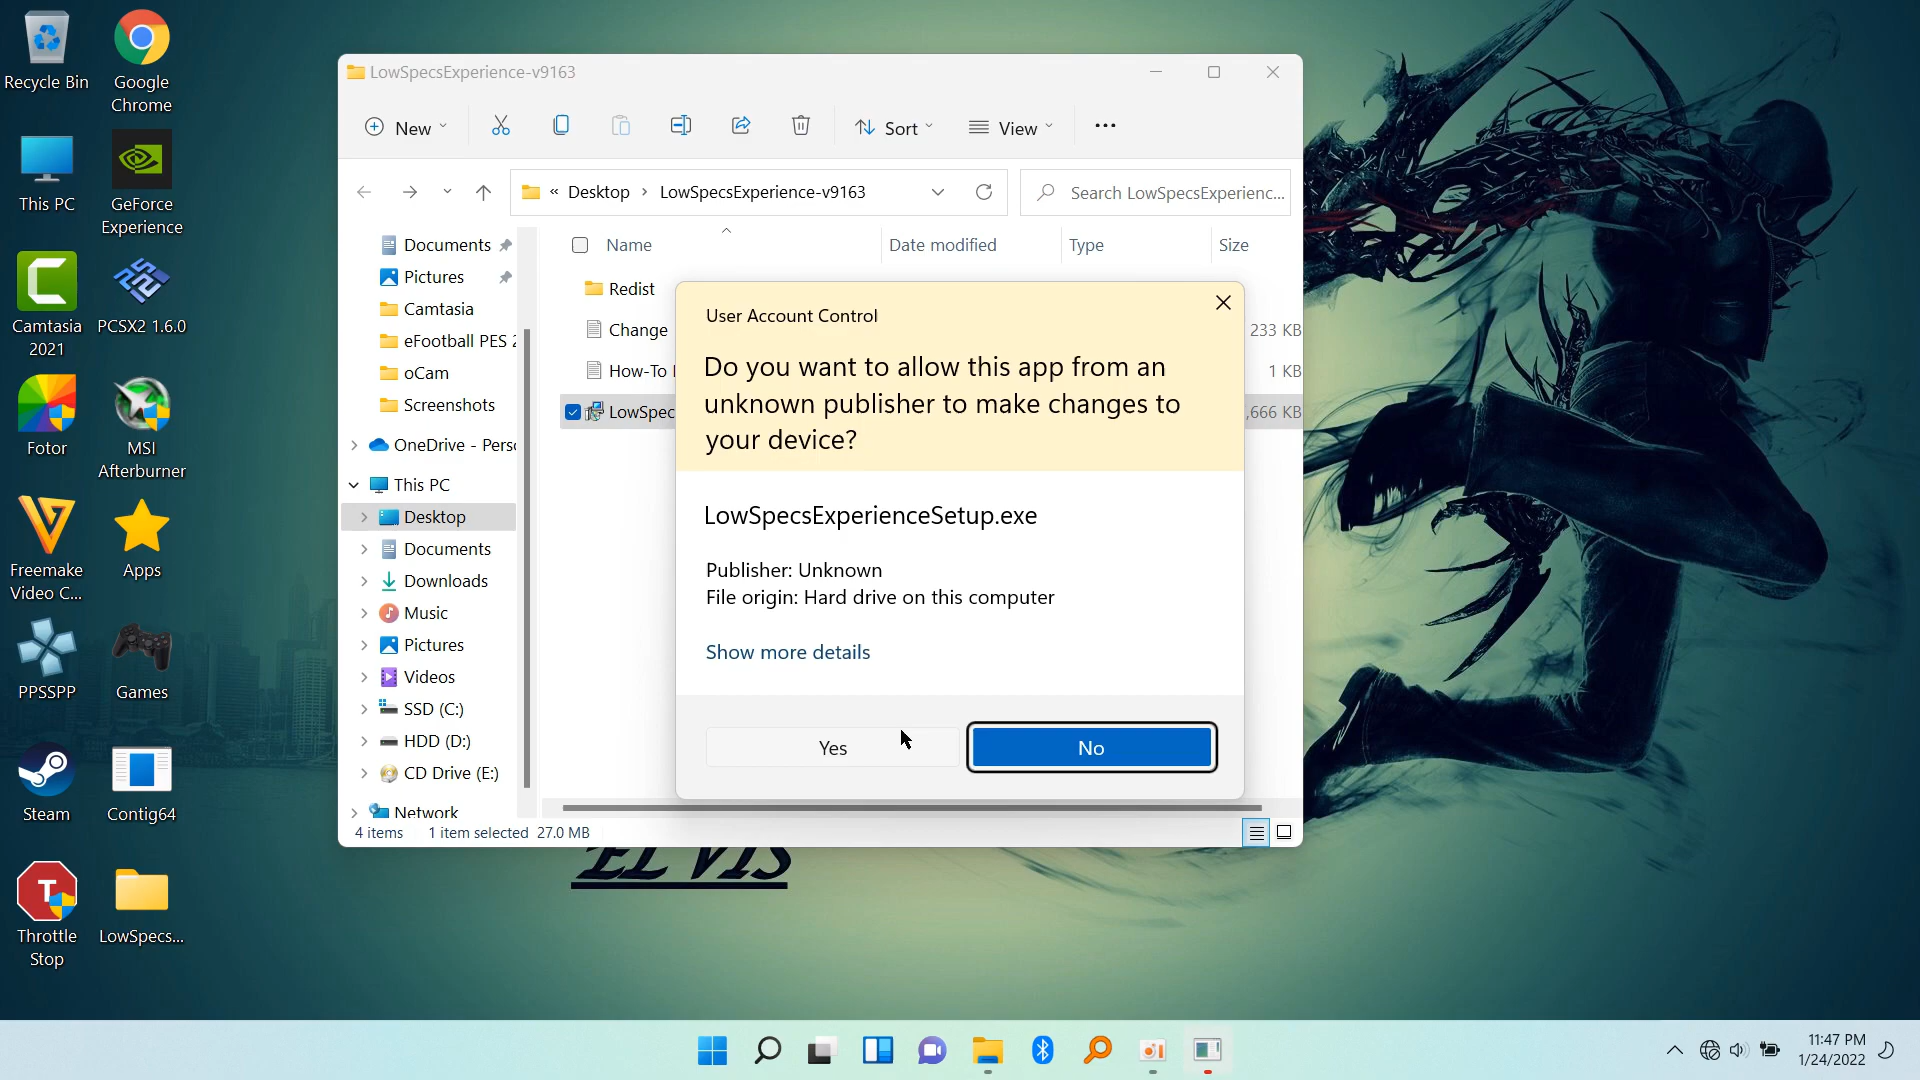 Recycle Bin
Google
Chrome
This PC
GeForce
Experience
Camtasia
2021
PCSX2 1.6.0
Fotor
MSI
Afterburner
Freemake
Video C...
Apps
PPSSPP
Games
Steam
Contig64
Throttle
Stop
LowSpecs...
LowSpecsExperience-v9163
New
Sort
View
« Desktop › LowSpecsExperience-v9163
Search LowSpecsExperienc...
Documents
Pictures
Camtasia
eFootball PES 2
oCam
Screenshots
OneDrive - Perso
This PC
Desktop
Documents
Downloads
Music
Pictures
Videos
SSD (C:)
HDD (D:)
CD Drive (E:)
Network
Name
Date modified
Type
Size
Redist
Change
233 KB
How-To
1 KB
LowSpec
,666 KB
4 items
1 item selected 27.0 MB
User Account Control
Do you want to allow this app from an
unknown publisher to make changes to
your device?
LowSpecsExperienceSetup.exe
Publisher: Unknown
File origin: Hard drive on this computer
Show more details
Yes
No
EL VIS
11:47 PM
1/24/2022